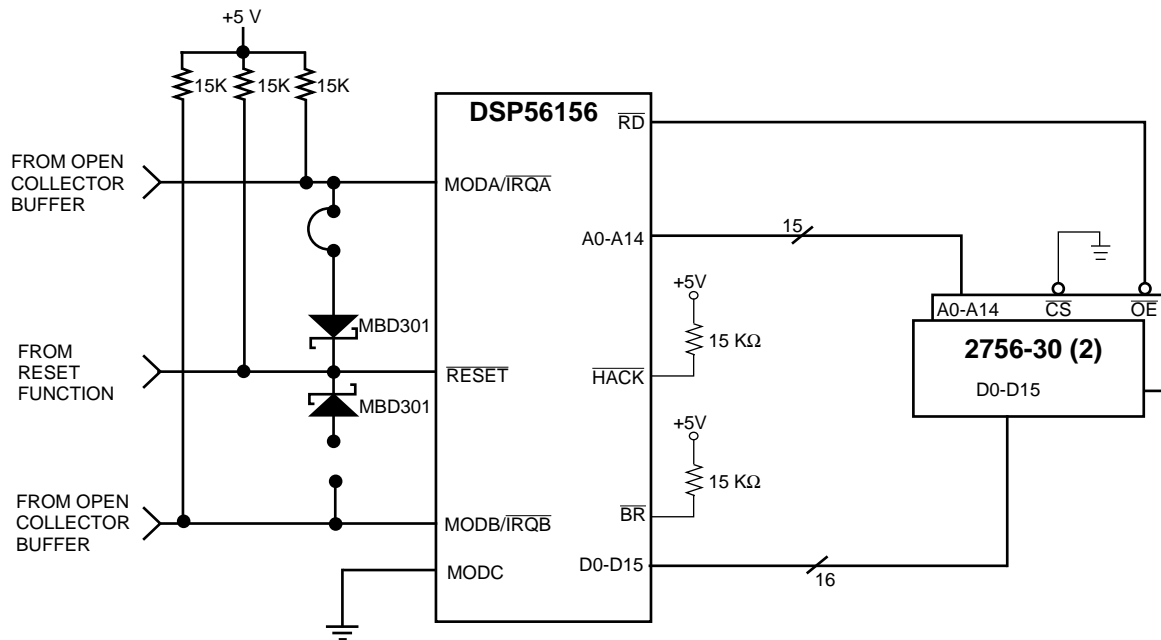 +5 V
15K
15K
15K
DSP56156
RD
FROM OPEN
COLLECTOR
BUFFER
MODA/IRQA
15
A0-A14
+5V
A0-A14
CS
OE
MBD301
15 KΩ
2756-30 (2)
FROM
RESET
FUNCTION
RESET
HACK
D0-D15
MBD301
+5V
15 KΩ
FROM OPEN
COLLECTOR
BUFFER
MODB/IRQB
BR
MODC
D0-D15
16